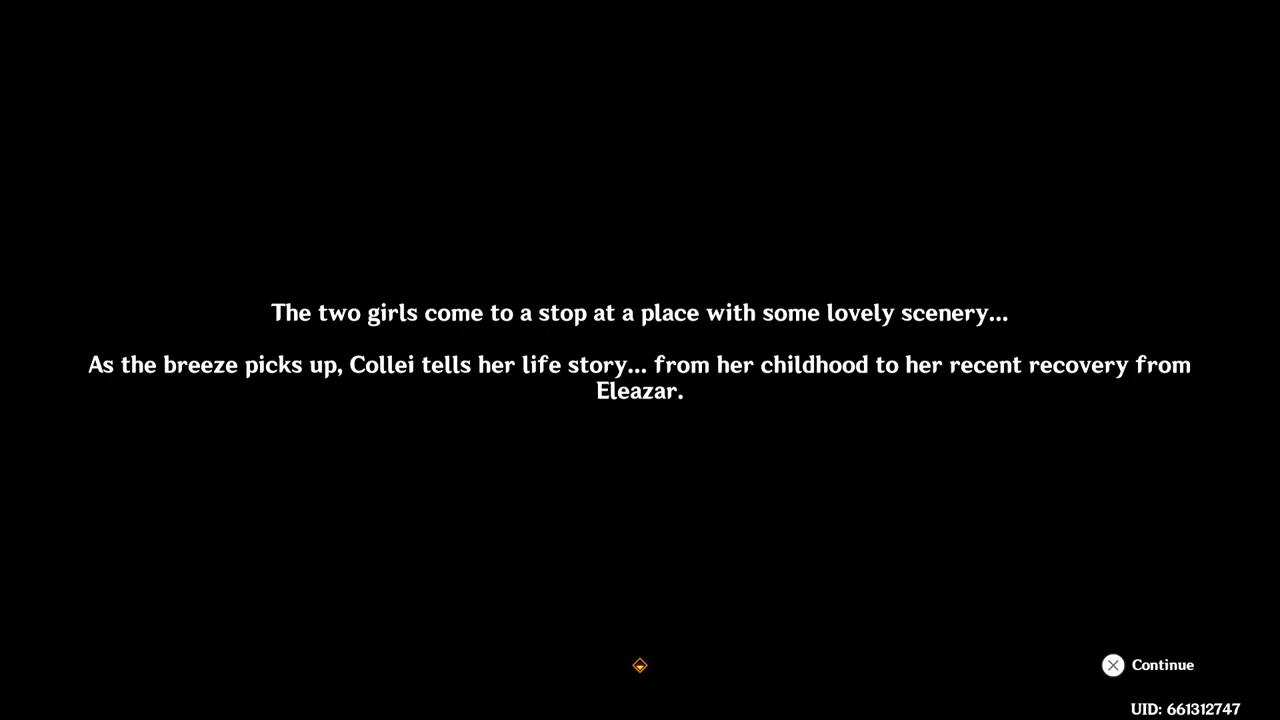 The two girls come to a stop at a place with some lovely scenery...
As the breeze picks up, Collei tells her life story... from her childhood to her recent recovery from
Eleazar.
Continue
UID: 661312747